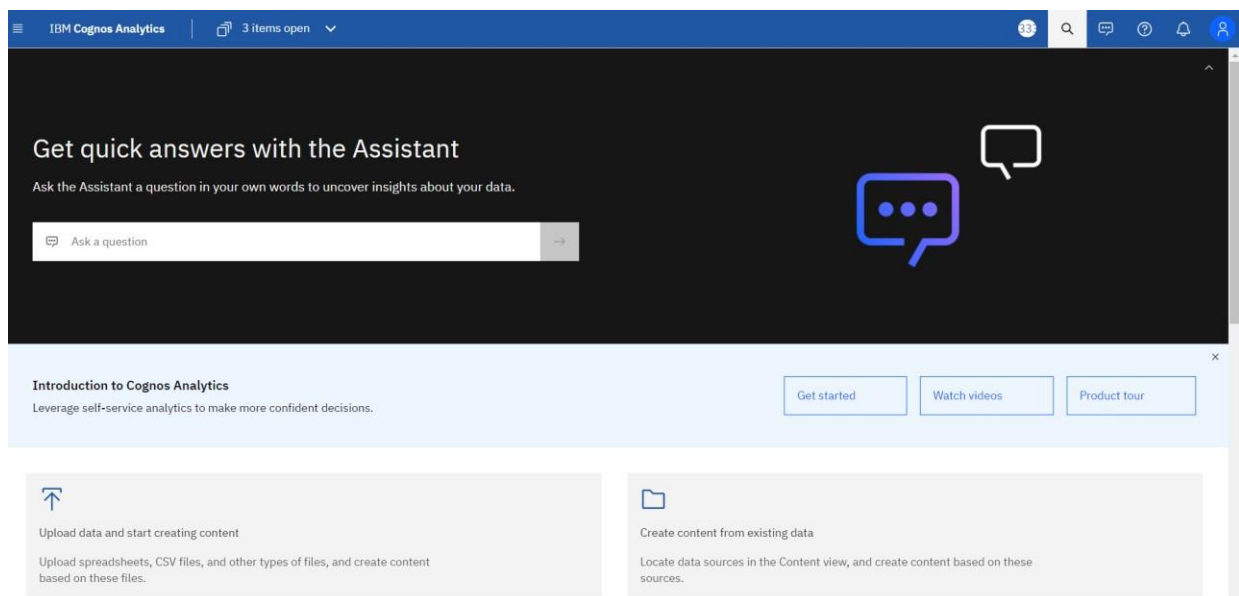 IBM Cognos Analytics
3 items open
Get quick answers with the Assistant
Ask the Assistant a question in your own words to uncover insights about your data.
Ask a question
Introduction to Cognos Analytics
Leverage self-service analytics to make more confident decisions.
Get started
Watch videos
Product tour
Upload data and start creating content
Upload spreadsheets, CSV files, and other types of files, and create content
based on these files.
Create content from existing data
Locate data sources in the Content view, and create content based on these
sources.